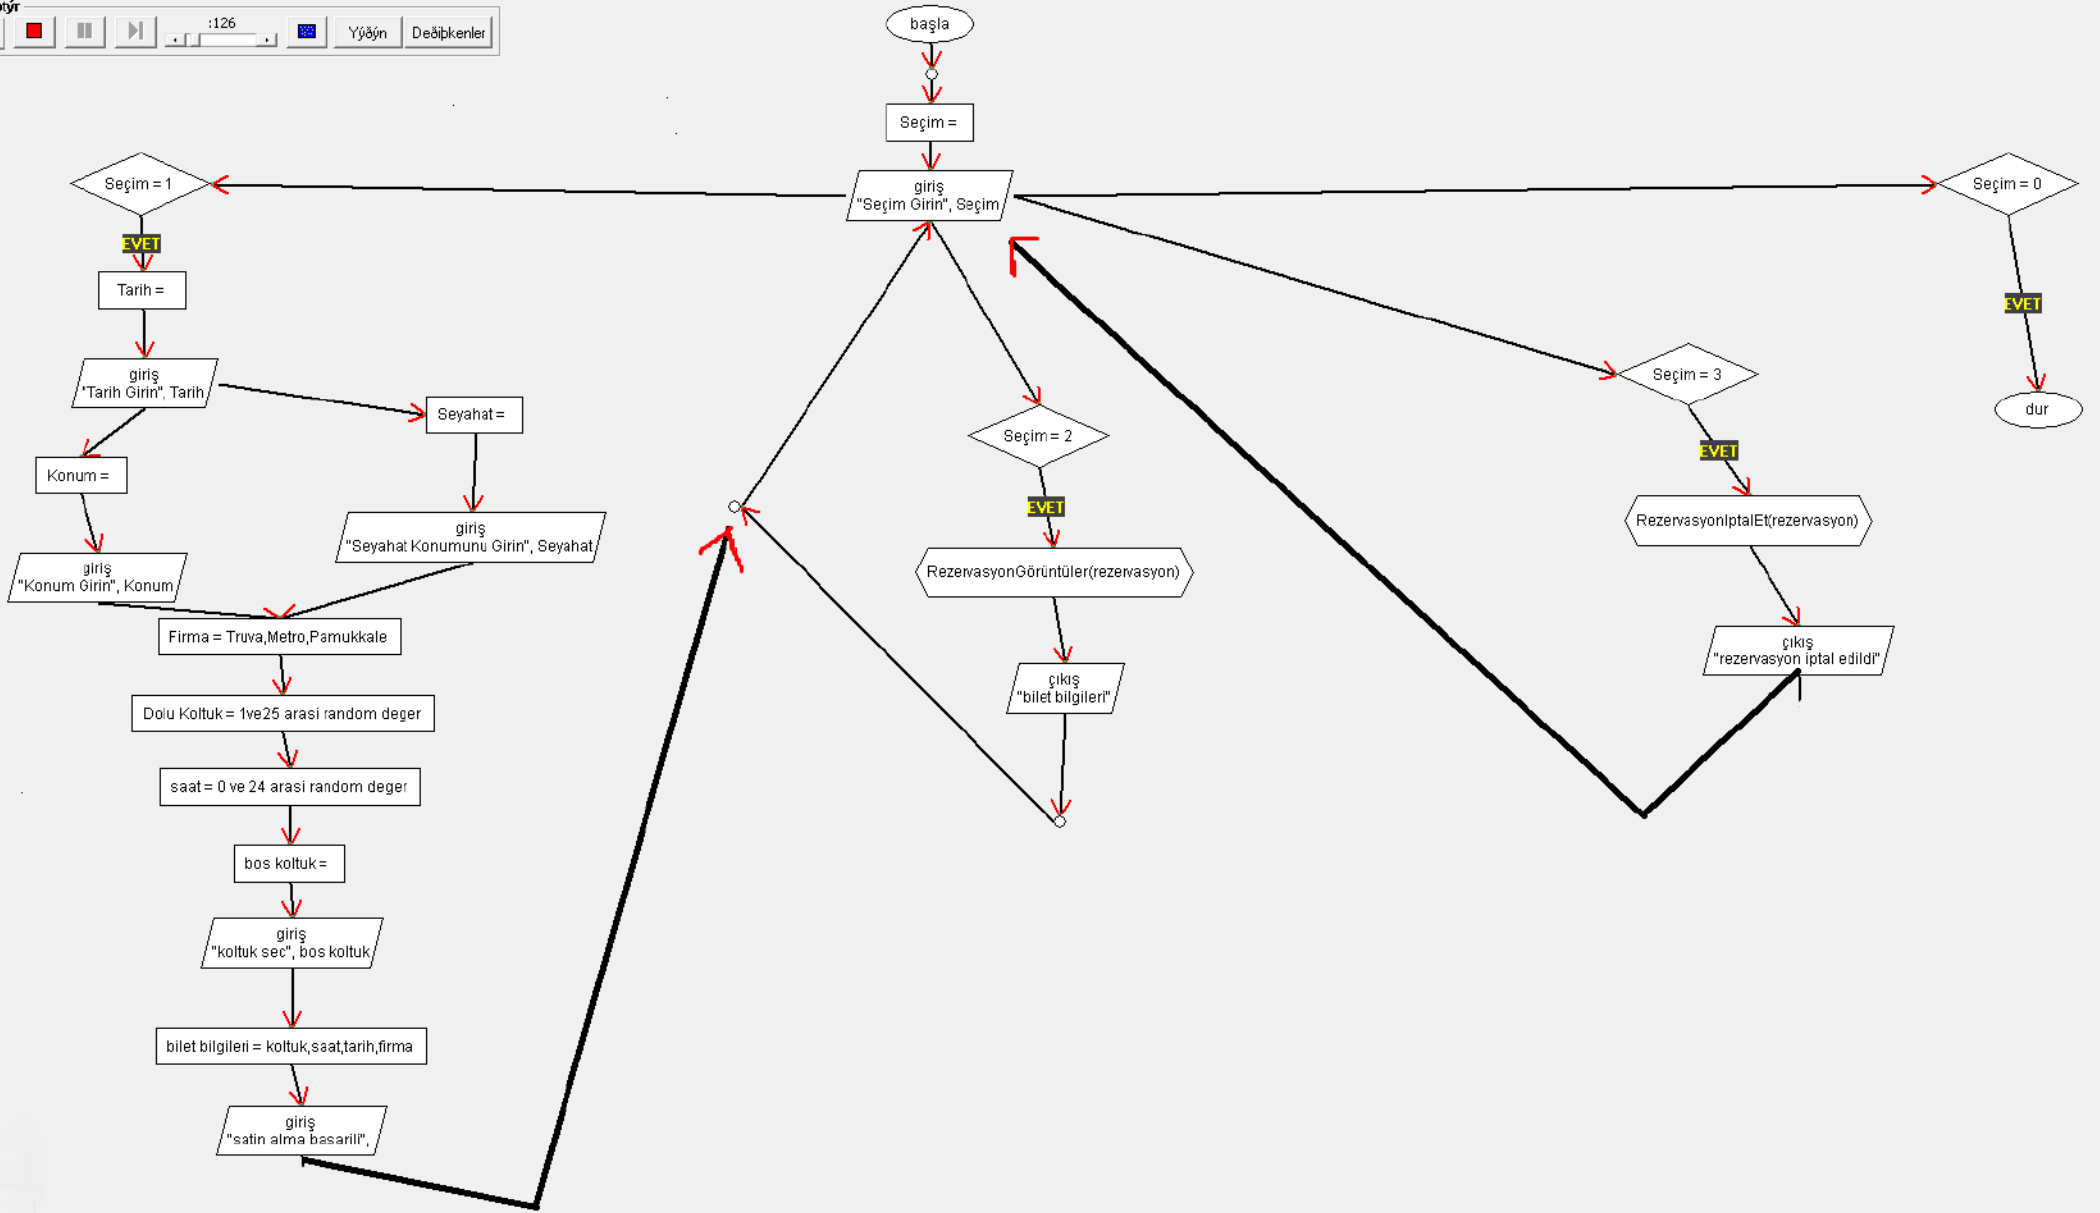 :126
Yýðýn
Deðiþkenler
başla
Seçim =
giriş
"Seçim Girin", Seçim
Seçim = 1
EVET
Tarih =
giriş
"Tarih Girin", Tarih
Seyahat =
Konum =
giriş
"Seyahat Konumunu Girin", Seyahat
giriş
"Konum Girin", Konum
Firma = Truva,Metro,Pamukkale
Dolu Koltuk = 1ve25 arasi random deger
saat = 0 ve 24 arasi random deger
bos koltuk =
giriş
"koltuk sec", bos koltuk
bilet bilgileri = koltuk,saat,tarih,firma
giriş
"satin alma basarili",
Seçim = 2
EVET
RezervasyonGörüntüler(rezervasyon)
çıkış
"bilet bilgileri"
Seçim = 3
EVET
RezervasyonIptalEt(rezervasyon)
çıkış
"rezervasyon iptal edildi"
Seçim = 0
EVET
dur